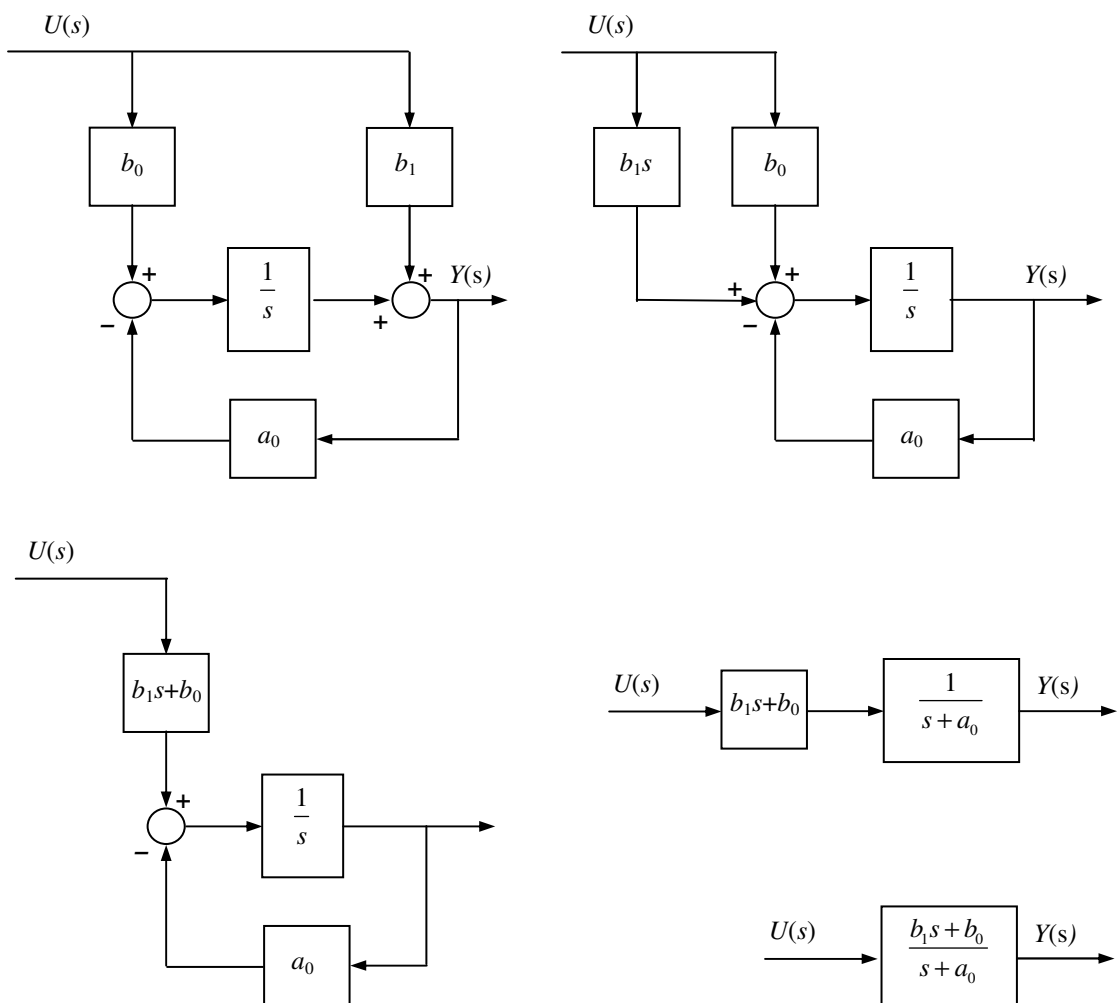 U(s)
b₀
b₁
+
−
1
s
+
+
Y(s)
a₀
U(s)
b₁s
b₀
+
+
−
1
s
Y(s)
a₀
U(s)
b₁s+b₀
+
−
1
s
a₀
U(s)
b₁s+b₀
1
s + a₀
Y(s)
U(s)
b₁s + b₀
s + a₀
Y(s)